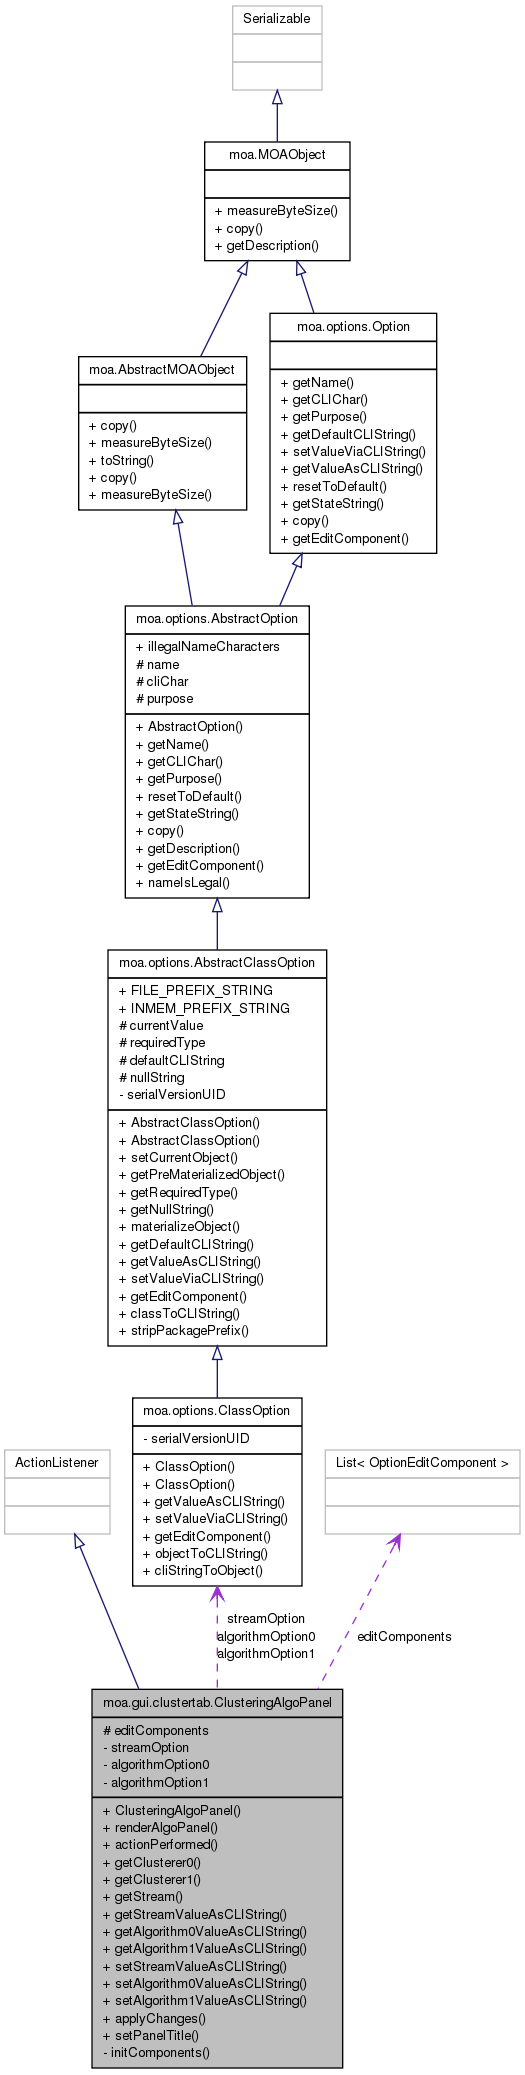 Serializable
moa.MOAObject
+ measureByteSize()
+ copy()
+ getDescription()
moa.options.Option
+ getName()
+ getCLIChar()
+ getPurpose()
+ getDefaultCLIString()
+ setValueViaCLIString()
+ getValueAsCLIString()
+ resetToDefault()
+ getStateString()
+ copy()
+ getEditComponent()
moa.AbstractMOAObject
+ copy()
+ measureByteSize()
+ toString()
+ copy()
+ measureByteSize()
moa.options.AbstractOption
+ illegalNameCharacters
# name
# cliChar
# purpose
+ AbstractOption()
+ getName()
+ getCLIChar()
+ getPurpose()
+ resetToDefault()
+ getStateString()
+ copy()
+ getDescription()
+ getEditComponent()
+ nameIsLegal()
moa.options.AbstractClassOption
+ FILE_PREFIX_STRING
+ INMEM_PREFIX_STRING
# currentValue
# requiredType
# defaultCLIString
# nullString
- serialVersionUID
+ AbstractClassOption()
+ AbstractClassOption()
+ setCurrentObject()
+ getPreMaterializedObject()
+ getRequiredType()
+ getNullString()
+ materializeObject()
+ getDefaultCLIString()
+ getValueAsCLIString()
+ setValueViaCLIString()
+ getEditComponent()
+ classToCLIString()
+ stripPackagePrefix()
moa.options.ClassOption
- serialVersionUID
+ ClassOption()
+ ClassOption()
+ getValueAsCLIString()
+ setValueViaCLIString()
+ getEditComponent()
+ objectToCLIString()
+ cliStringToObject()
ActionListener
List< OptionEditComponent >
streamOption
algorithmOption0
algorithmOption1
editComponents
moa.gui.clustertab.ClusteringAlgoPanel
# editComponents
- streamOption
- algorithmOption0
- algorithmOption1
+ ClusteringAlgoPanel()
+ renderAlgoPanel()
+ actionPerformed()
+ getClusterer0()
+ getClusterer1()
+ getStream()
+ getStreamValueAsCLIString()
+ getAlgorithm0ValueAsCLIString()
+ getAlgorithm1ValueAsCLIString()
+ setStreamValueAsCLIString()
+ setAlgorithm0ValueAsCLIString()
+ setAlgorithm1ValueAsCLIString()
+ applyChanges()
+ setPanelTitle()
- initComponents()